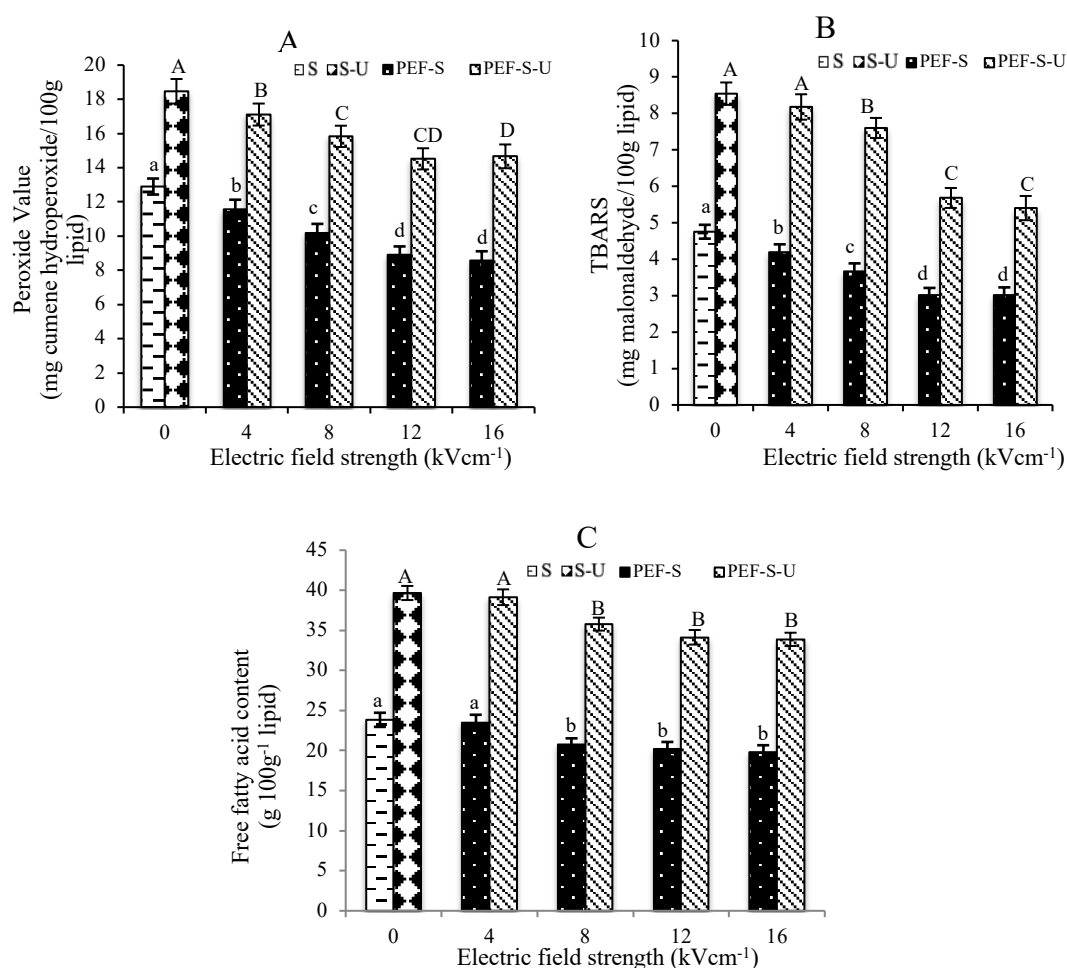 A
S S-U PEF-S PEF-S-U
Peroxide Value
(mg cumene hydroperoxide/100g
lipid)
20
18
16
14
12
10
8
6
4
2
0
a A b B c C d CD d D
0 4 8 12 16
Electric field strength (kVcm-1)
B
S S-U PEF-S PEF-S-U
TBARS
(mg malonaldehyde/100g lipid)
9
8
7
6
5
4
3
2
1
0
a A b A c B d C d C
0 4 8 12 16
Electric field strength (kVcm-1)
C
S S-U PEF-S PEF-S-U
Free fatty acid content
(g 100g-1 lipid)
45
40
35
30
25
20
15
10
5
0
a A a A b B b B b B
0 4 8 12 16
Electric field strength (kVcm-1)